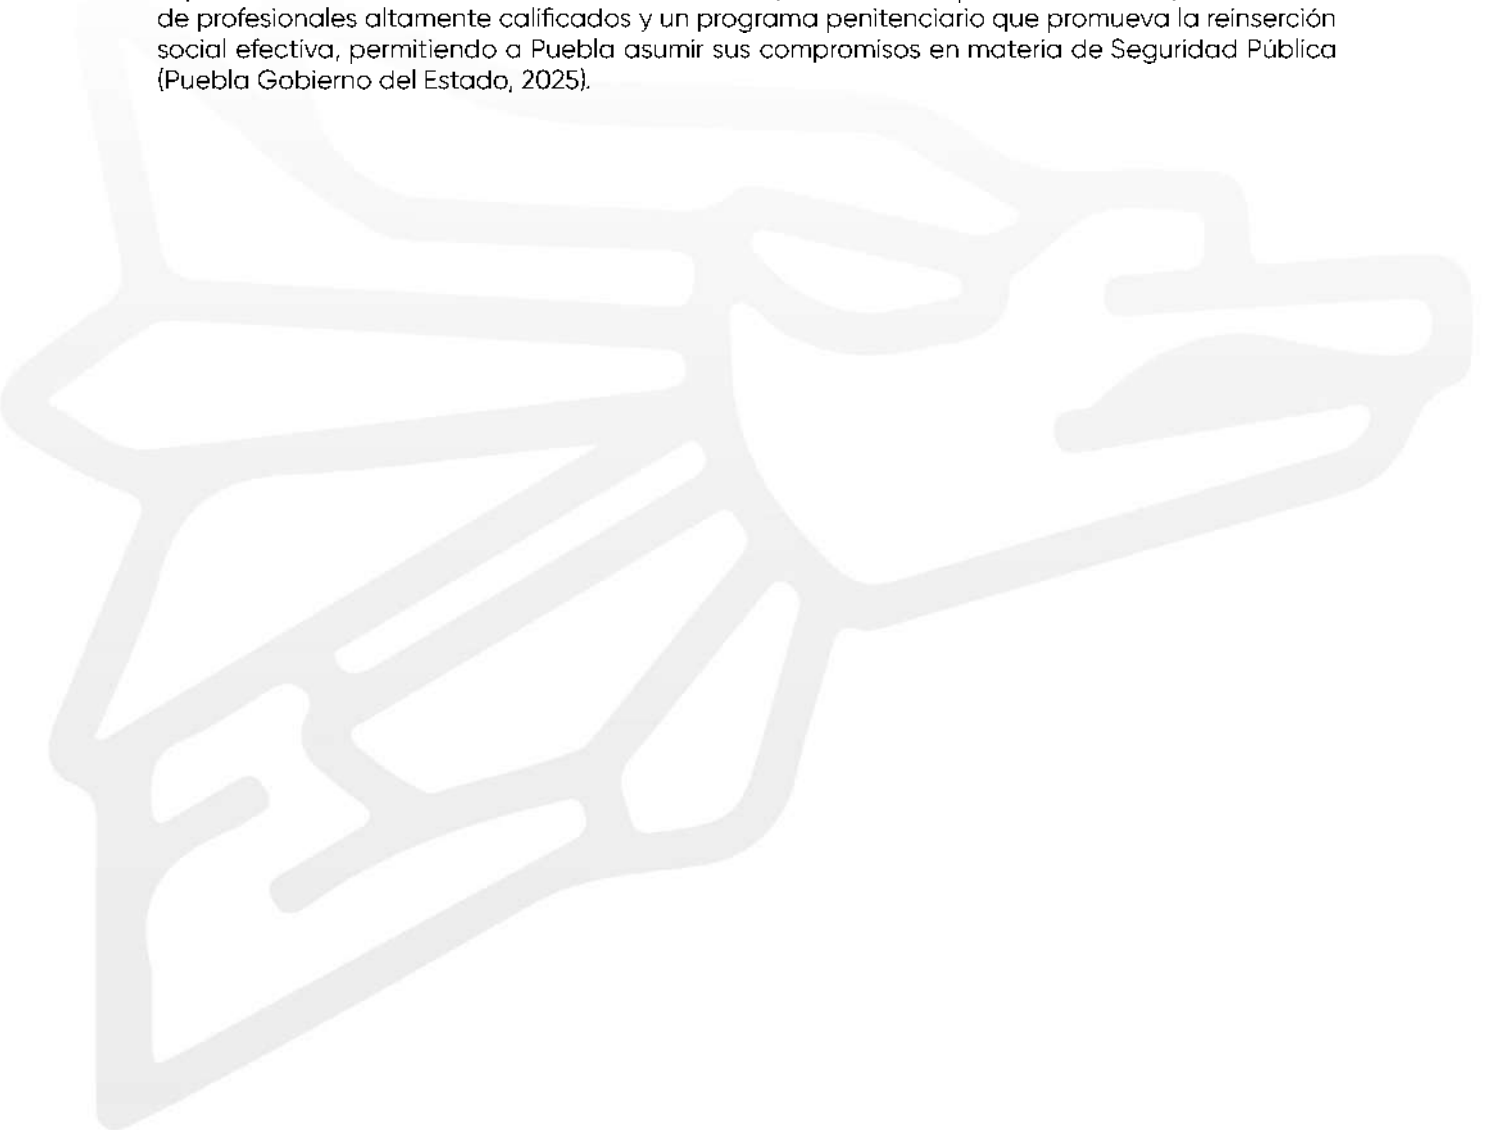 de profesionales altamente calificados y un programa penitenciario que promueva la reinserción
social efectiva, permitiendo a Puebla asumir sus compromisos en materia de Seguridad Pública
(Puebla Gobierno del Estado, 2025).